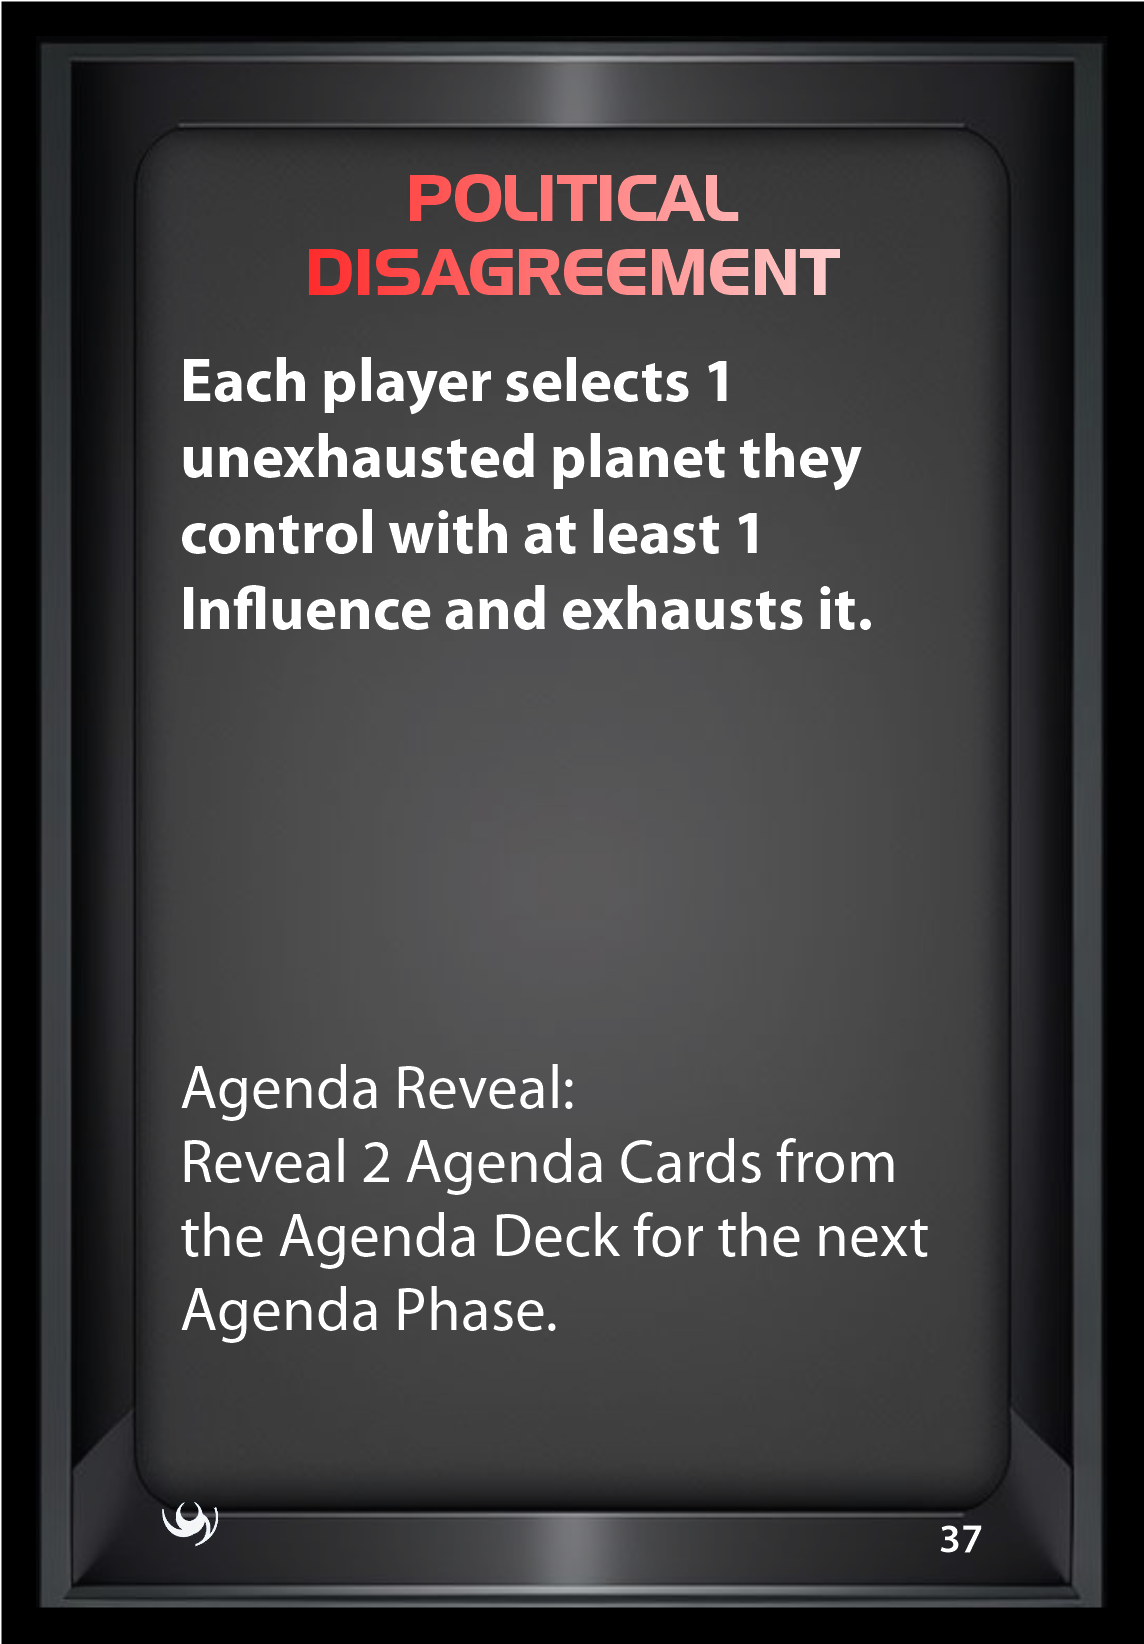 POLITICAL
DISAGREEMENT
Each player selects 1
unexhausted planet they
control with at least 1
Influence and exhausts it.
Agenda Reveal:
Reveal 2 Agenda Cards from
the Agenda Deck for the next
Agenda Phase.
37